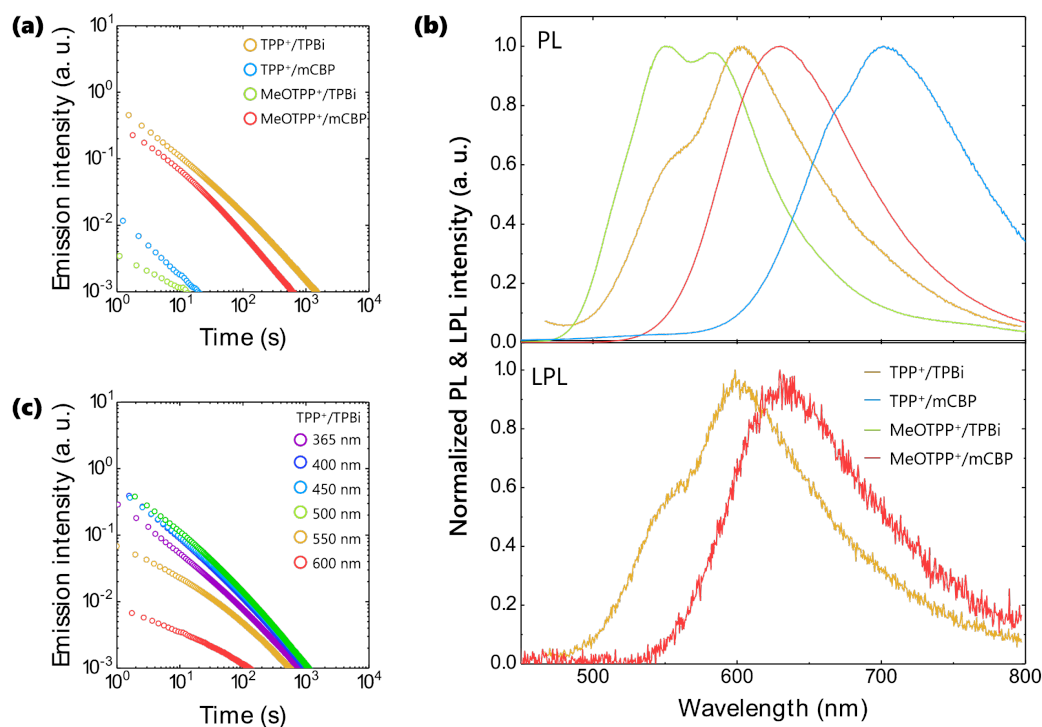 (a)
Emission intensity (a. u.)
10¹
10⁰
10⁻¹
10⁻²
10⁻³
TPP⁺/TPBi
TPP⁺/mCBP
MeOTPP⁺/TPBi
MeOTPP⁺/mCBP
10⁰ 10¹ 10² 10³ 10⁴
Time (s)
(b)
Normalized PL & LPL intensity (a. u.)
PL
1.0
0.8
0.6
0.4
0.2
0.0
LPL
1.0
0.8
0.6
0.4
0.2
0.0
TPP⁺/TPBi
TPP⁺/mCBP
MeOTPP⁺/TPBi
MeOTPP⁺/mCBP
500 600 700 800
Wavelength (nm)
(c)
Emission intensity (a. u.)
10¹
10⁰
10⁻¹
10⁻²
10⁻³
TPP⁺/TPBi
365 nm
400 nm
450 nm
500 nm
550 nm
600 nm
10⁰ 10¹ 10² 10³ 10⁴
Time (s)